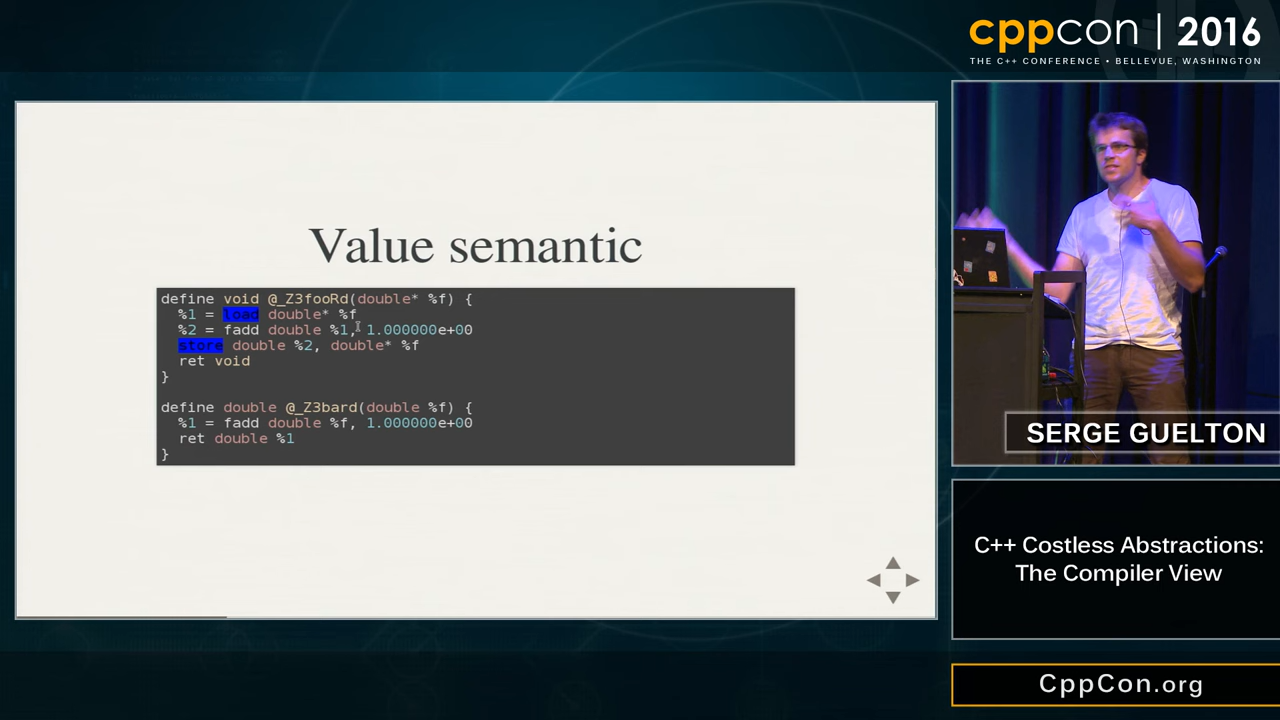 cppcon | 2016
THE C++ CONFERENCE • BELLEVUE, WASHINGTON
Value semantic
define void @_Z3fooRd(double* %f) {
%1 = load double* %f
%2 = fadd double %1, 1.000000e+00
store double %2, double* %f
ret void
}
define double @_Z3bard(double %f) {
%1 = fadd double %f, 1.000000e+00
ret double %1
}
SERGE GUELTON
C++ Costless Abstractions:
The Compiler View
CppCon.org